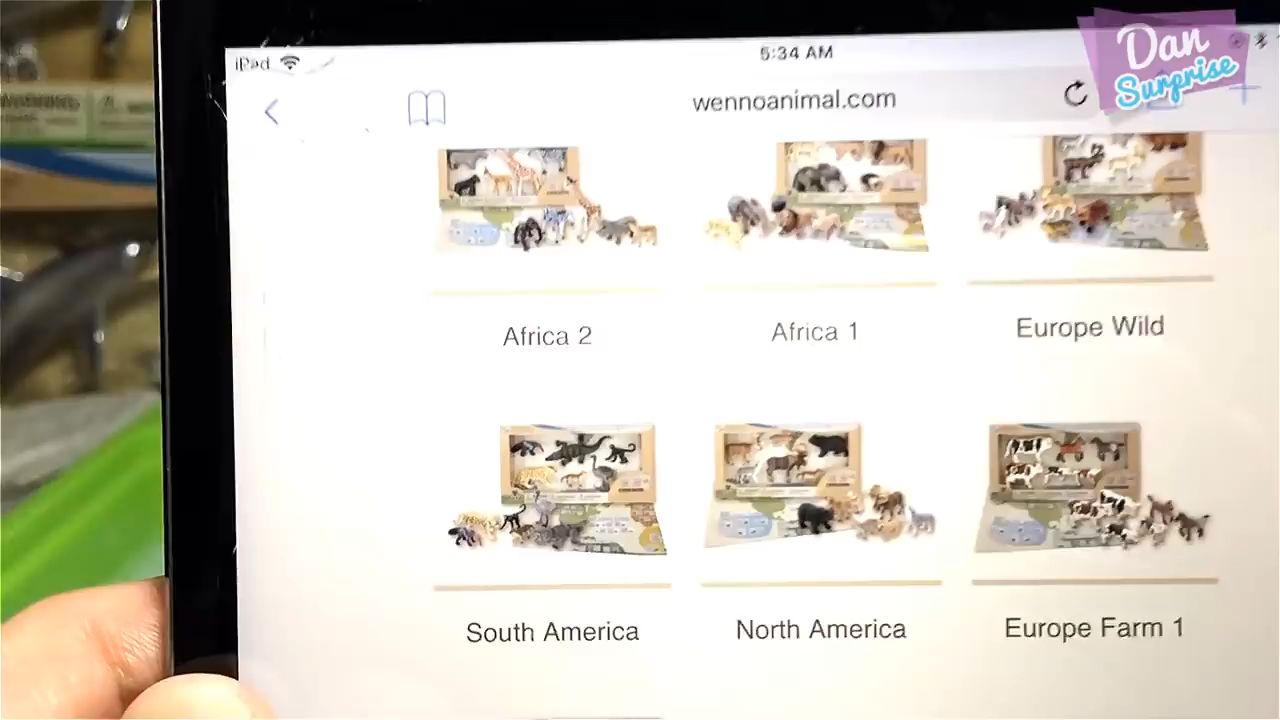 iPad
5:34 AM
Dan
Surprise
wennoanimal.com
Africa 2
Africa 1
Europe Wild
South America
North America
Europe Farm 1